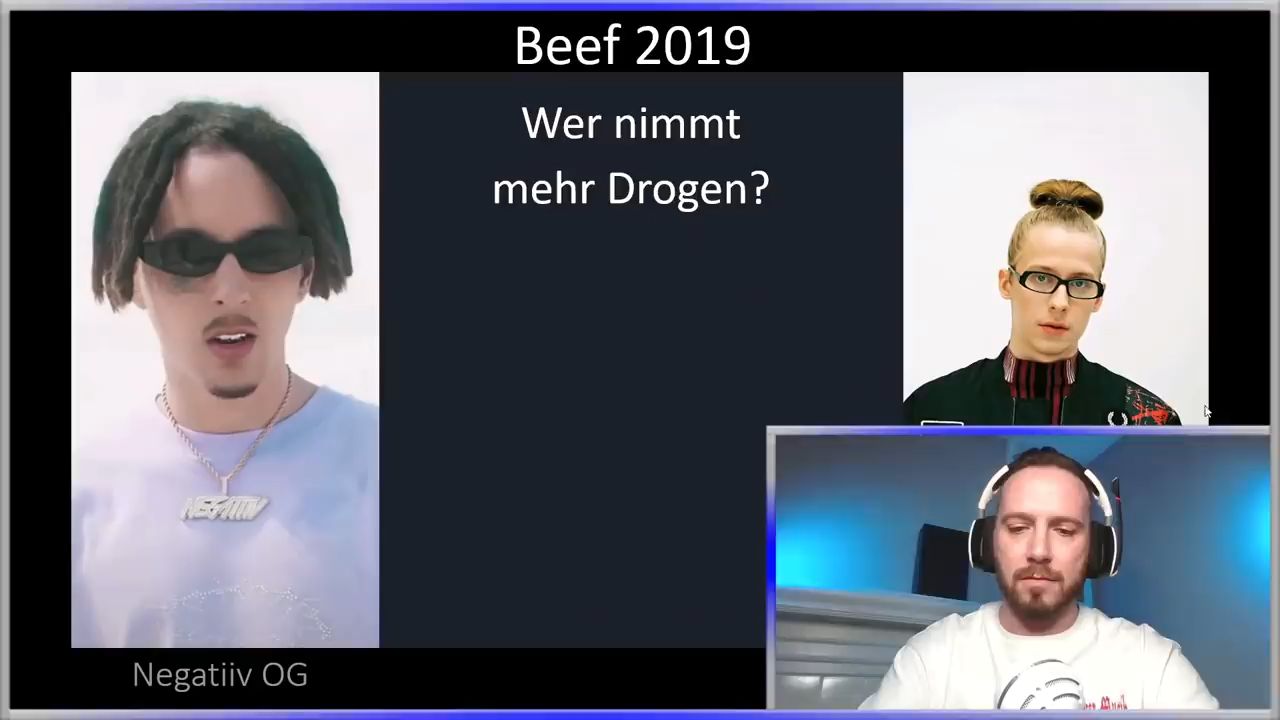 Beef 2019
Wer nimmt
mehr Drogen?
NEGATIIV
Negatiiv OG